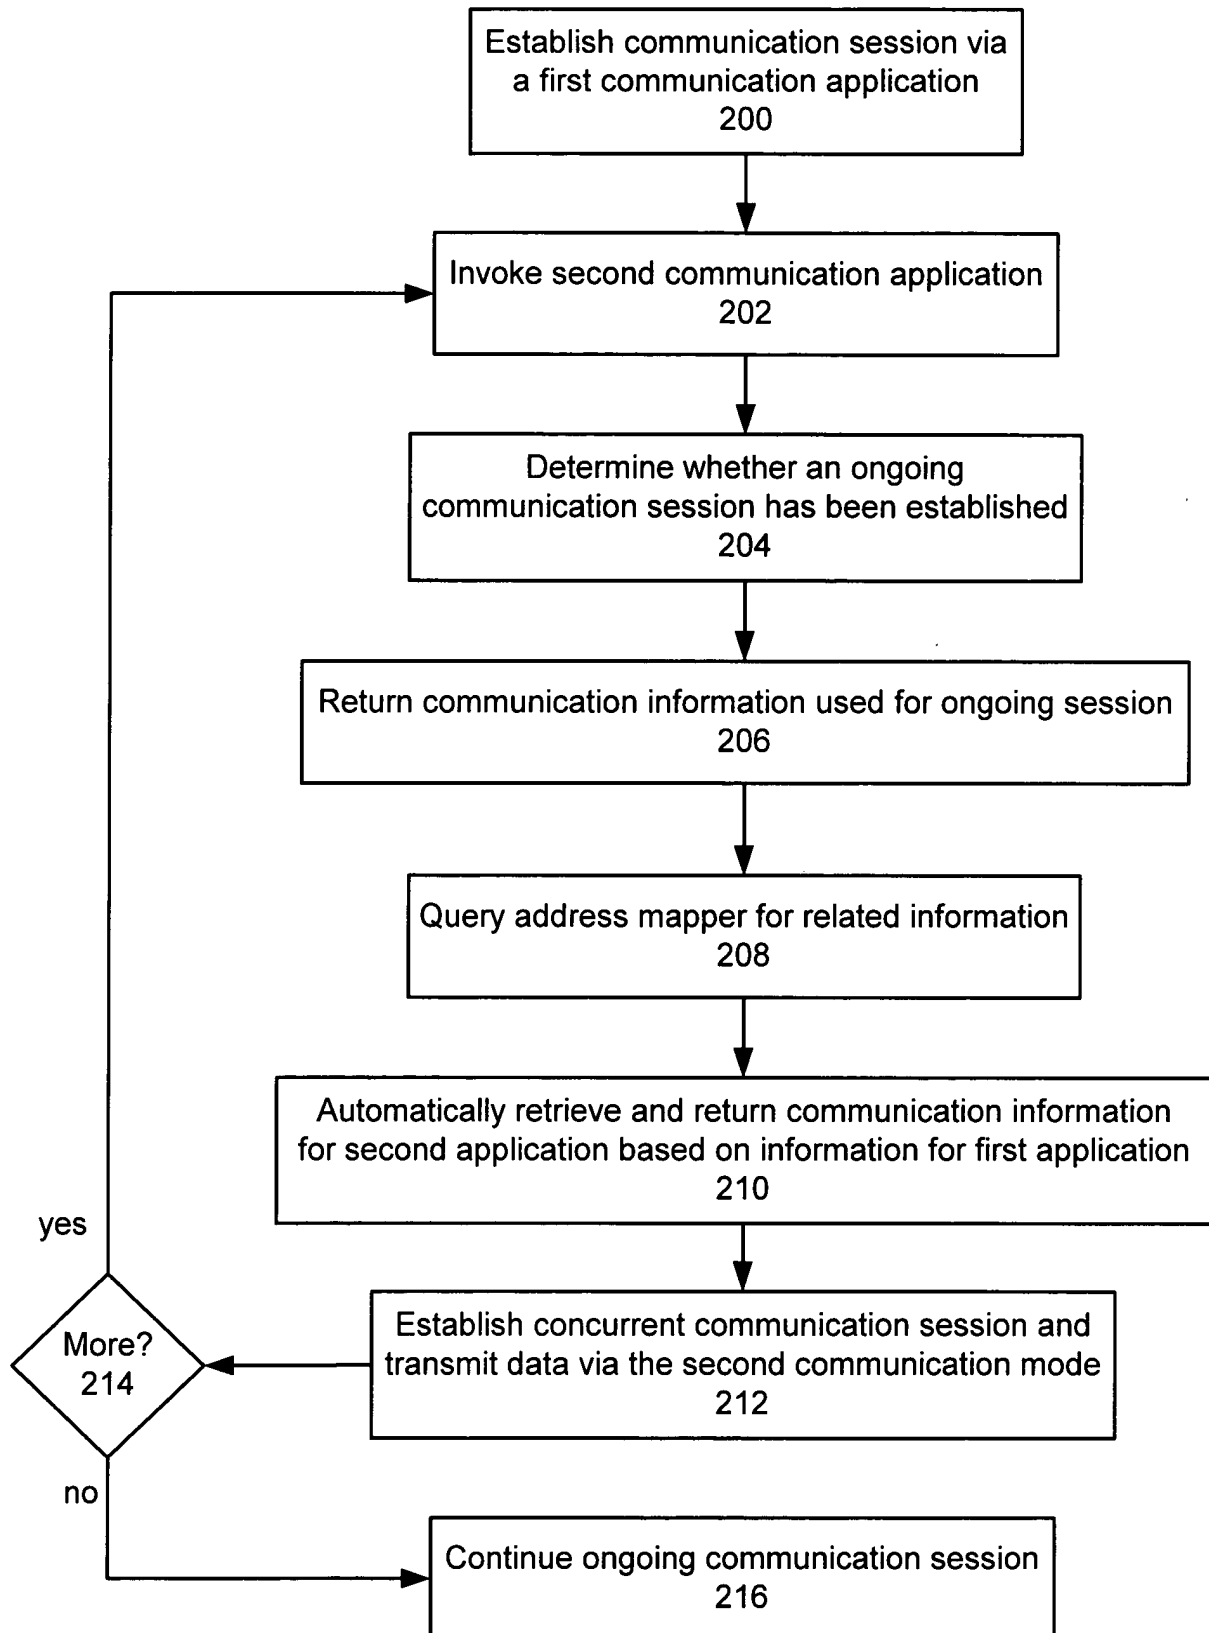 Establish communication session via
a first communication application
200
Invoke second communication application
202
Determine whether an ongoing
communication session has been established
204
Return communication information used for ongoing session
206
Query address mapper for related information
208
Automatically retrieve and return communication information
for second application based on information for first application
210
yes
Establish concurrent communication session and
transmit data via the second communication mode
212
More?
214
no
Continue ongoing communication session
216